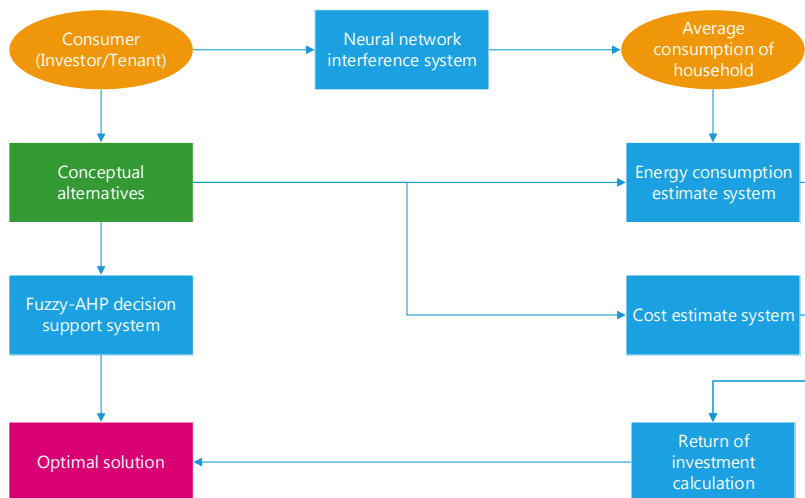 Consumer
(Investor/Tenant)
Neural network
interference system
Average
consumption of
household
Conceptual
alternatives
Energy consumption
estimate system
Fuzzy-AHP decision
support system
Cost estimate system
Optimal solution
Return of
investment
calculation